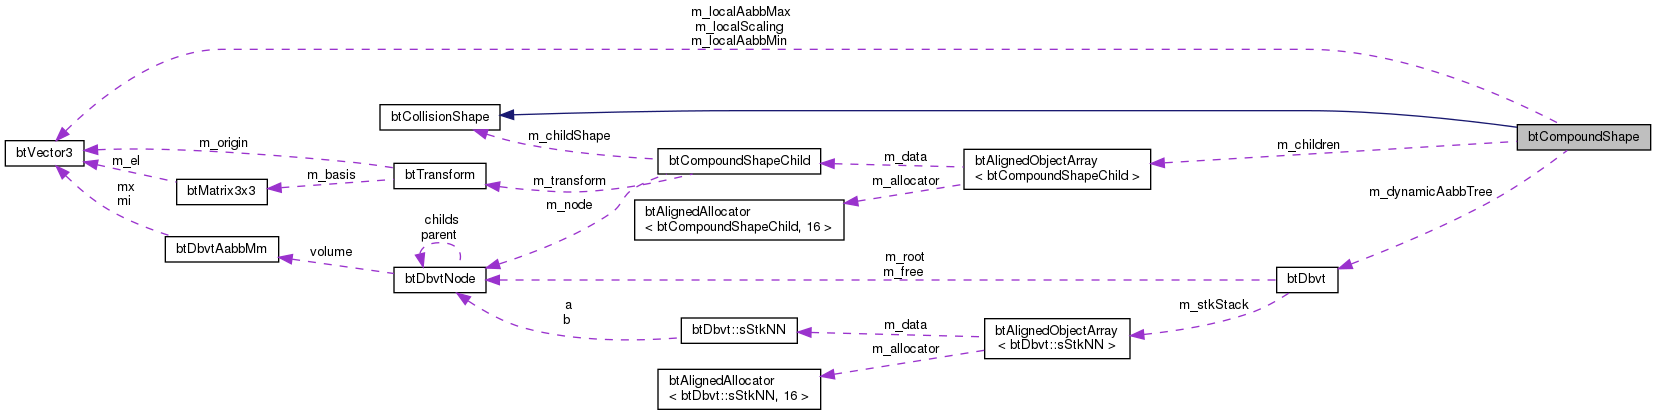 m_localAabbMax
m_localScaling
m_localAabbMin
btCollisionShape
btCompoundShape
m_childShape
m_origin
m_children
btVector3
m_el
btCompoundShapeChild
m_data
btAlignedObjectArray
< btCompoundShapeChild >
btTransform
m_basis
m_transform
m_allocator
btMatrix3x3
mx
mi
m_node
m_dynamicAabbTree
btAlignedAllocator
< btCompoundShapeChild, 16 >
childs
parent
btDbvtAabbMm
volume
m_root
m_free
btDbvtNode
btDbvt
a
b
m_stkStack
btDbvt::sStkNN
m_data
btAlignedObjectArray
< btDbvt::sStkNN >
m_allocator
btAlignedAllocator
< btDbvt::sStkNN, 16 >